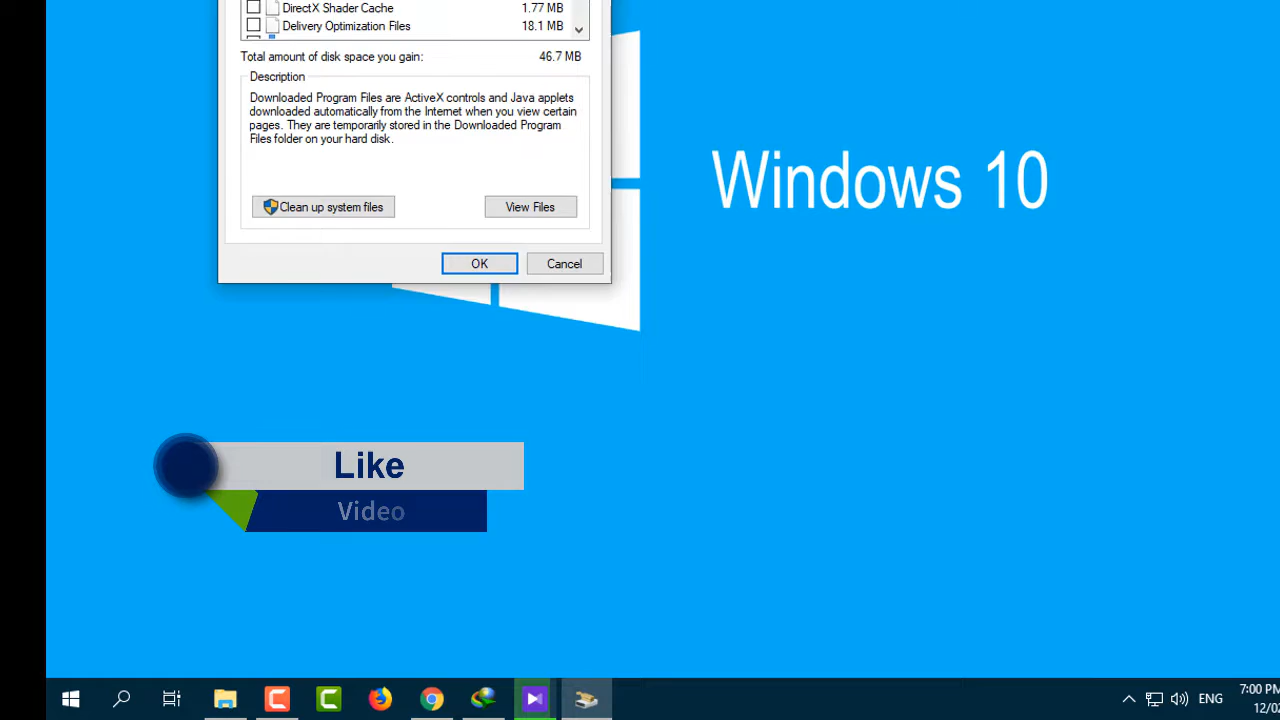 DirectX Shader Cache 1.77 MB
Delivery Optimization Files 18.1 MB
Total amount of disk space you gain: 46.7 MB
Description
Downloaded Program Files are ActiveX controls and Java applets
downloaded automatically from the Internet when you view certain
pages. They are temporarily stored in the Downloaded Program
Files folder on your hard disk.
Clean up system files View Files
OK Cancel
Windows 10
Like
Video
ENG
7:00 PM